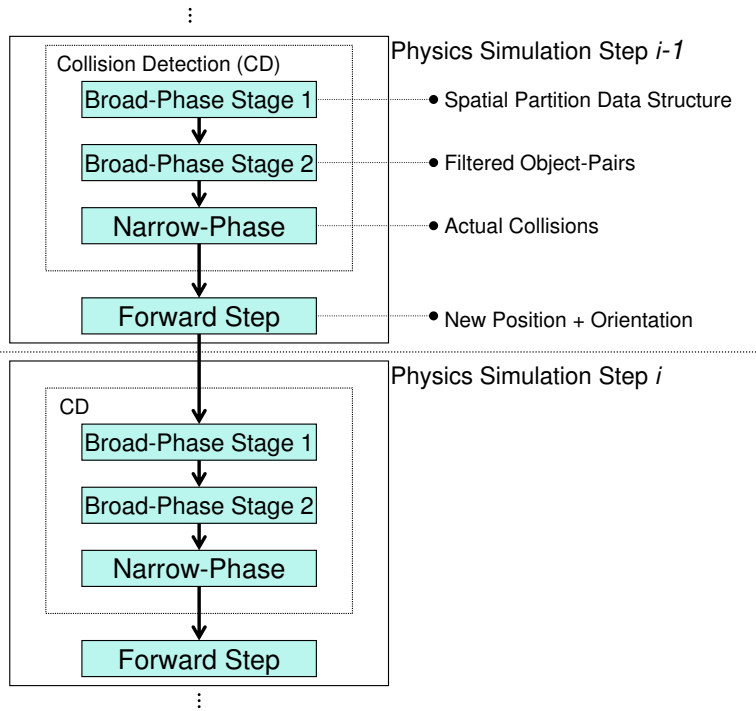 ⋮
Physics Simulation Step i-1
Collision Detection (CD)
Broad-Phase Stage 1
• Spatial Partition Data Structure
Broad-Phase Stage 2
• Filtered Object-Pairs
Narrow-Phase
• Actual Collisions
Forward Step
• New Position + Orientation
Physics Simulation Step i
CD
Broad-Phase Stage 1
Broad-Phase Stage 2
Narrow-Phase
Forward Step
⋮